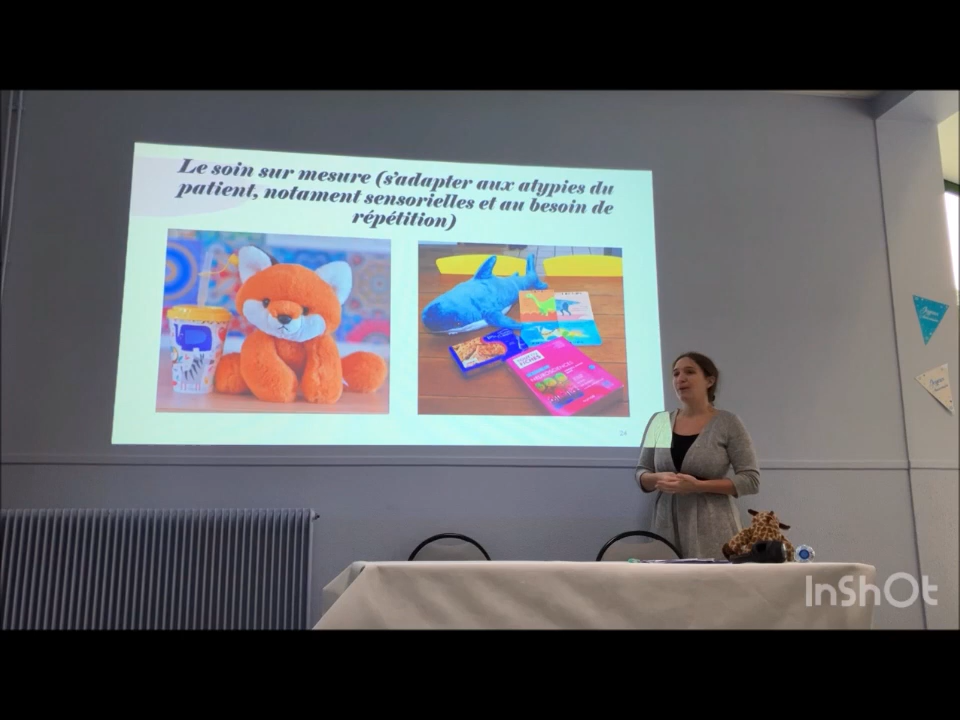 Le soin sur mesure (s'adapter aux atypies du
patient, notament sensorielles et au besoin de
répétition)
24
InShOt